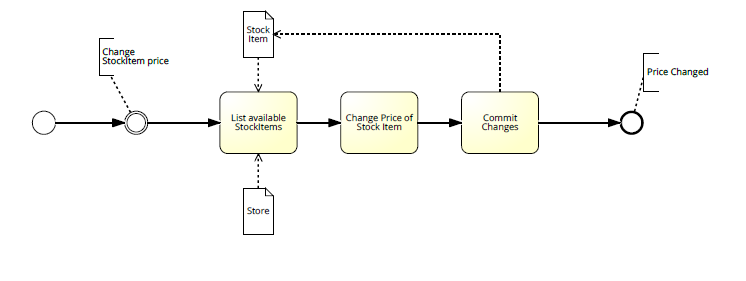 Stock
Item
Change
StockItem price
Price Changed
List available
StockItems
Change Price of
Stock Item
Commit
Changes
Store